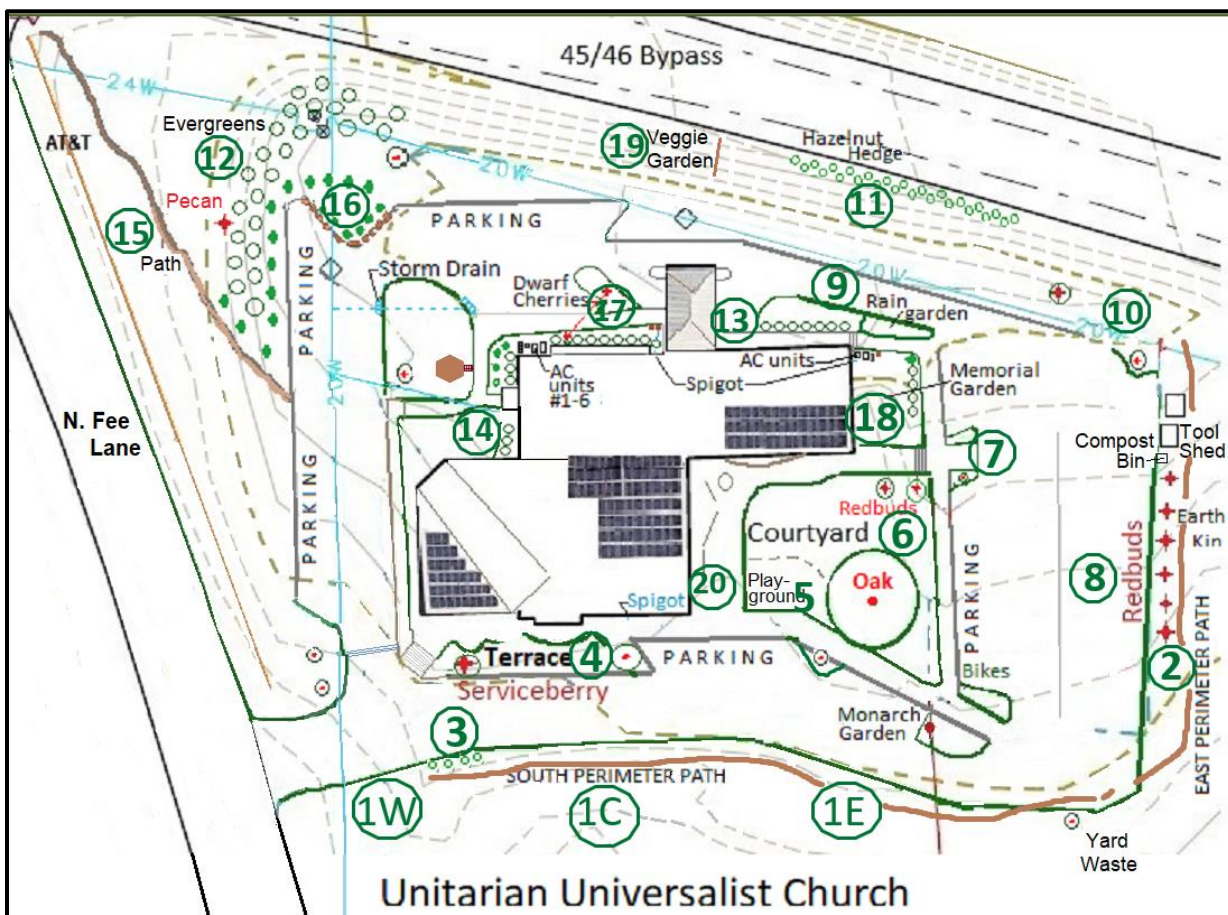 45/46 Bypass
24W
Evergreens
AT&T
12
19
Veggie
Garden
Hazelnut
Hedge
20W
11
Pecan
16
15
Path
PARKING
PARKING
Storm Drain
Dwarf
Cherries
17
13
9
Rain
garden
20W
10
20
AC
units
#1-6
Spigot
AC units
Memorial
Garden
20W
N. Fee
Lane
14
18
7
Compost
Bin
Tool
Shed
PARKING
Redbuds
Courtyard
6
Earth
Kin
Redbuds
8
Oak
20
Play-
ground
5
Spigot
PARKING
Terrace
4
PARKING
Serviceberry
Bikes
2
EAST PERIMETER PATH
3
Monarch
Garden
SOUTH PERIMETER PATH
1W
1C
1E
Yard
Waste
Unitarian Universalist Church